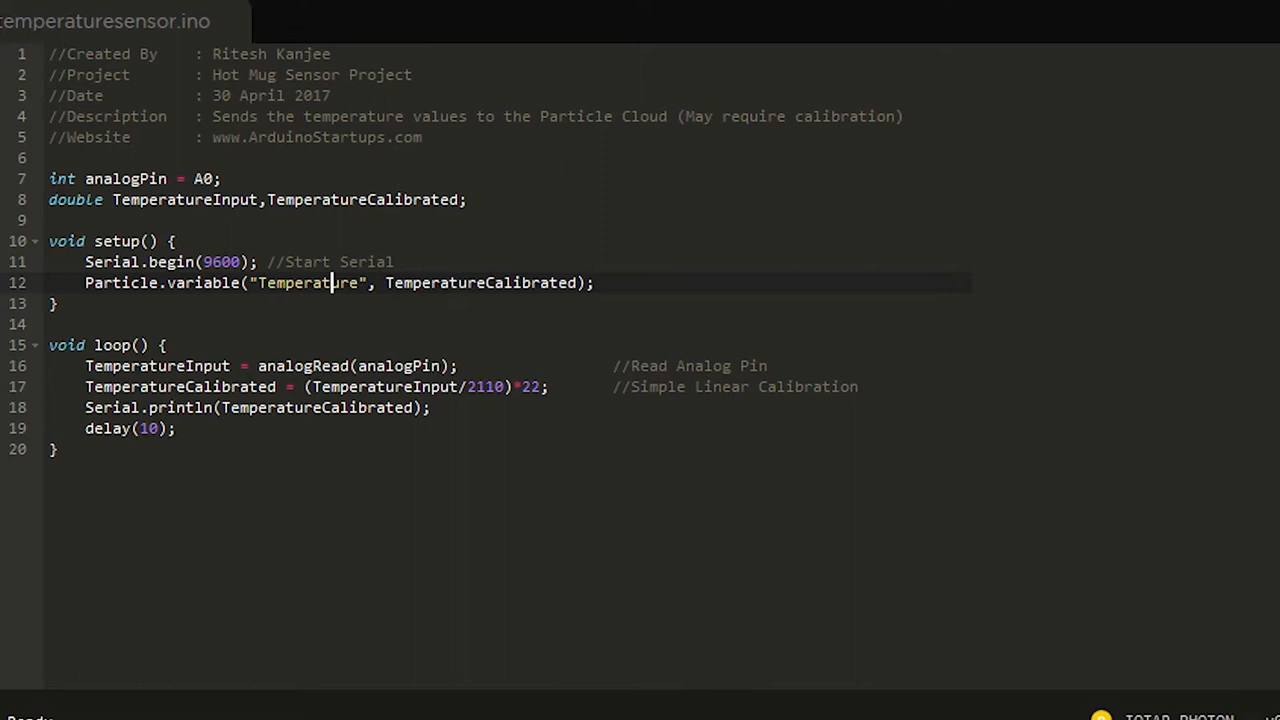 temperaturesensor.ino
1 //Created By : Ritesh Kanjee
2 //Project : Hot Mug Sensor Project
3 //Date : 30 April 2017
4 //Description : Sends the temperature values to the Particle Cloud (May require calibration)
5 //Website : www.ArduinoStartups.com
6
7 int analogPin = A0;
8 double TemperatureInput,TemperatureCalibrated;
9
10 void setup() {
11 Serial.begin(9600); //Start Serial
12 Particle.variable("Temperature", TemperatureCalibrated);
13 }
14
15 void loop() {
16 TemperatureInput = analogRead(analogPin); //Read Analog Pin
17 TemperatureCalibrated = (TemperatureInput/2110)*22; //Simple Linear Calibration
18 Serial.println(TemperatureCalibrated);
19 delay(10);
20 }
Ready. IOTAP_PHOTON